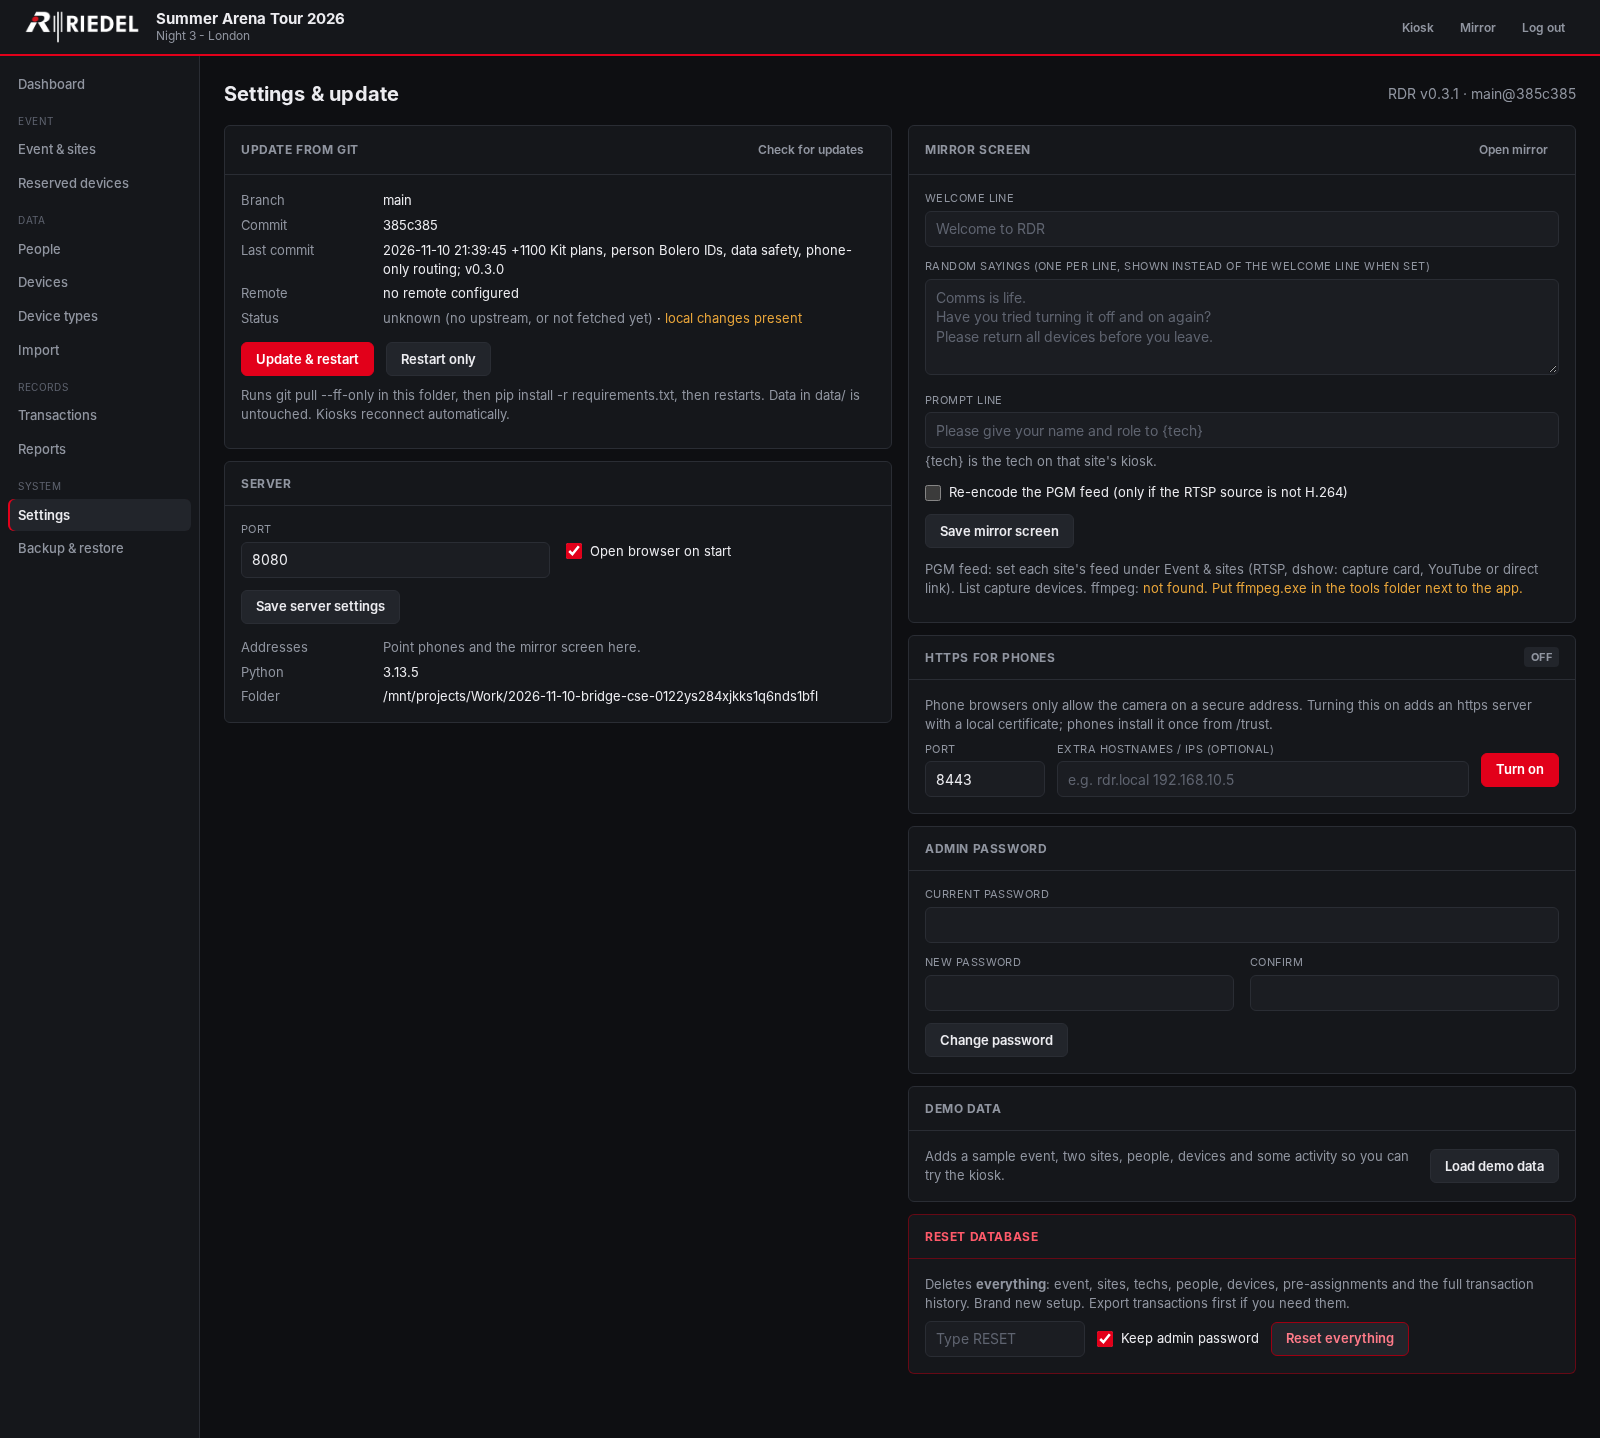 RIEDEL
Summer Arena Tour 2026
Night 3 - London
Kiosk
Mirror
Log out
Dashboard
EVENT
Event & sites
Reserved devices
DATA
People
Devices
Device types
Import
RECORDS
Transactions
Reports
SYSTEM
Settings
Backup & restore
Settings & update
RDR v0.3.1 · main@385c385
UPDATE FROM GIT
Check for updates
Branch main
Commit 385c385
Last commit 2026-11-10 21:39:45 +1100 Kit plans, person Bolero IDs, data safety, phone-
only routing; v0.3.0
Remote no remote configured
Status unknown (no upstream, or not fetched yet) · local changes present
Update & restart
Restart only
Runs git pull --ff-only in this folder, then pip install -r requirements.txt, then restarts. Data in data/ is
untouched. Kiosks reconnect automatically.
SERVER
PORT
8080
Open browser on start
Save server settings
Addresses Point phones and the mirror screen here.
Python 3.13.5
Folder /mnt/projects/Work/2026-11-10-bridge-cse-0122ys284xjkks1q6nds1bfl
MIRROR SCREEN
Open mirror
WELCOME LINE
Welcome to RDR
RANDOM SAYINGS (ONE PER LINE, SHOWN INSTEAD OF THE WELCOME LINE WHEN SET)
Comms is life.
Have you tried turning it off and on again?
Please return all devices before you leave.
PROMPT LINE
Please give your name and role to {tech}
{tech} is the tech on that site's kiosk.
Re-encode the PGM feed (only if the RTSP source is not H.264)
Save mirror screen
PGM feed: set each site's feed under Event & sites (RTSP, dshow: capture card, YouTube or direct
link). List capture devices. ffmpeg: not found. Put ffmpeg.exe in the tools folder next to the app.
HTTPS FOR PHONES
OFF
Phone browsers only allow the camera on a secure address. Turning this on adds an https server
with a local certificate; phones install it once from /trust.
PORT
EXTRA HOSTNAMES / IPS (OPTIONAL)
8443
e.g. rdr.local 192.168.10.5
Turn on
ADMIN PASSWORD
CURRENT PASSWORD
NEW PASSWORD
CONFIRM
Change password
DEMO DATA
Adds a sample event, two sites, people, devices and some activity so you can
try the kiosk.
Load demo data
RESET DATABASE
Deletes everything: event, sites, techs, people, devices, pre-assignments and the full transaction
history. Brand new setup. Export transactions first if you need them.
Type RESET
Keep admin password
Reset everything